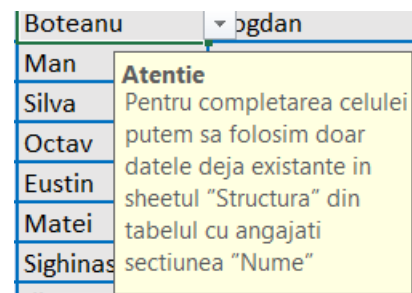 Boteanu ogdan
Man
Atentie
Silva
Pentru completarea celulei
Octav
putem sa folosim doar
datele deja existante in
Eustin
sheetul "Structura" din
Matei
tabelul cu angajati
Sighinas
sectiunea "Nume"